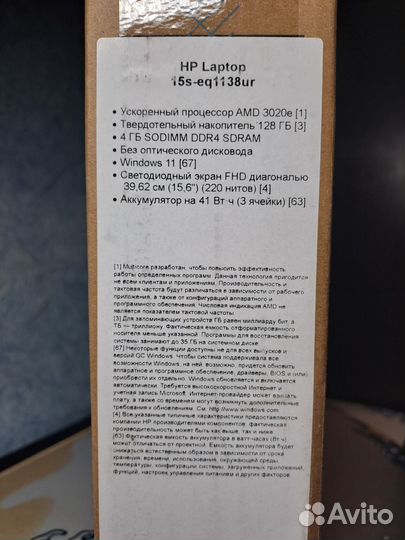 HP Laptop
15s-eq1138ur
• Ускоренный процессор AMD 3020e [1]
• Твердотельный накопитель 128 ГБ [3]
• 4 ГБ SODIMM DDR4 SDRAM
• Без оптического дисковода
• Windows 11 [67]
• Светодиодный экран FHD диагональю
39,62 см (15,6") (220 нитов) [4]
• Аккумулятор на 41 Вт·ч (3 ячейки) [63]
[1] Multicore разработан, чтобы повысить эффективность
работы определенных программ. Данная технология пригодится
не всем клиентам и приложениям. Производительность и
тактовая частота будут различаться в зависимости от рабочего
приложения, а также от конфигураций аппаратного и
программного обеспечения. Числовая индикация AMD не
является показателем тактовой частоты.
[3] Для запоминающих устройств ГБ равен миллиарду бит, а
ТБ — триллиону. Фактическая емкость отформатированного
носителя меньше указанной. Программы для восстановления
системы занимают до 35 ГБ на системном диске.
[67] Некоторые функции доступны не для всех выпусков и
версий ОС Windows. Чтобы система поддерживала все
возможности Windows, на ней, возможно, придется обновить
аппаратное и программное обеспечение, драйверы, BIOS и (или)
приобрести их отдельно. Windows обновляется и включается
автоматически. Требуется высокоскоростной Интернет и
учетная запись Microsoft. Интернет-провайдер может взимать
плату, а также со временем могут возникнуть дополнительные
требования к обновлениям. См. http://www.windows.com.
[4] Все указанные типичные характеристики предоставляются
компании HP производителями компонентов. фактическая
производительность может быть как выше, так и ниже.
[63] Фактическая емкость аккумулятора в ватт-часах (Вт·ч)
может отличаться от проектной. Емкость аккумулятора будет
снижаться естественным образом в зависимости от срока
хранения, времени, использования, окружающей среды,
температуры, конфигурации системы, загруженных приложений,
функций, настроек управления питанием и других факторов.
Avito